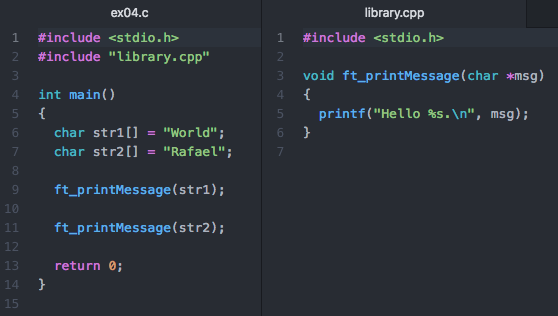 ex04.c
1 #include <stdio.h>
2 #include "library.cpp"
3
4 int main()
5 {
6 char str1[] = "World";
7 char str2[] = "Rafael";
8
9 ft_printMessage(str1);
10
11 ft_printMessage(str2);
12
13 return 0;
14 }
15
library.cpp
1 #include <stdio.h>
2
3 void ft_printMessage(char *msg)
4 {
5 printf("Hello %s.\n", msg);
6 }
7